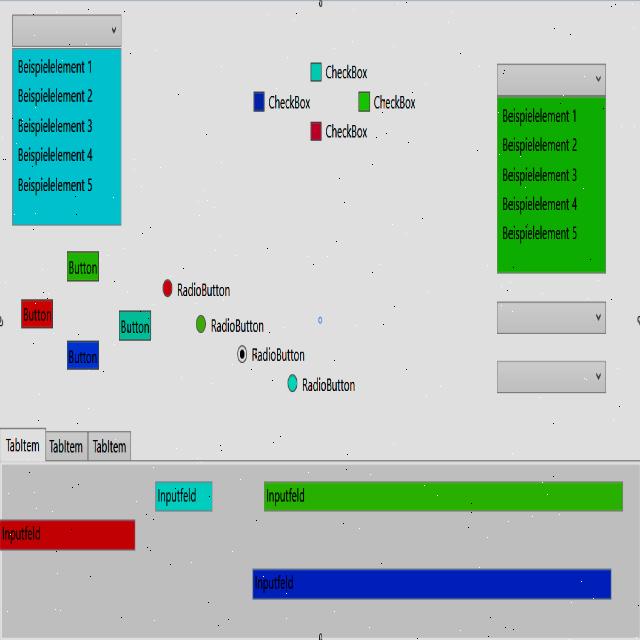 Beispielelement 1
Beispielelement 2
Beispielelement 3
Beispielelement 4
Beispielelement 5
CheckBox
CheckBox
CheckBox
CheckBox
Beispielelement 1
Beispielelement 2
Beispielelement 3
Beispielelement 4
Beispielelement 5
Button
Button
Button
Button
RadioButton
RadioButton
RadioButton
RadioButton
TabItem TabItem TabItem
Inputfeld
Inputfeld
Inputfeld
Inputfeld